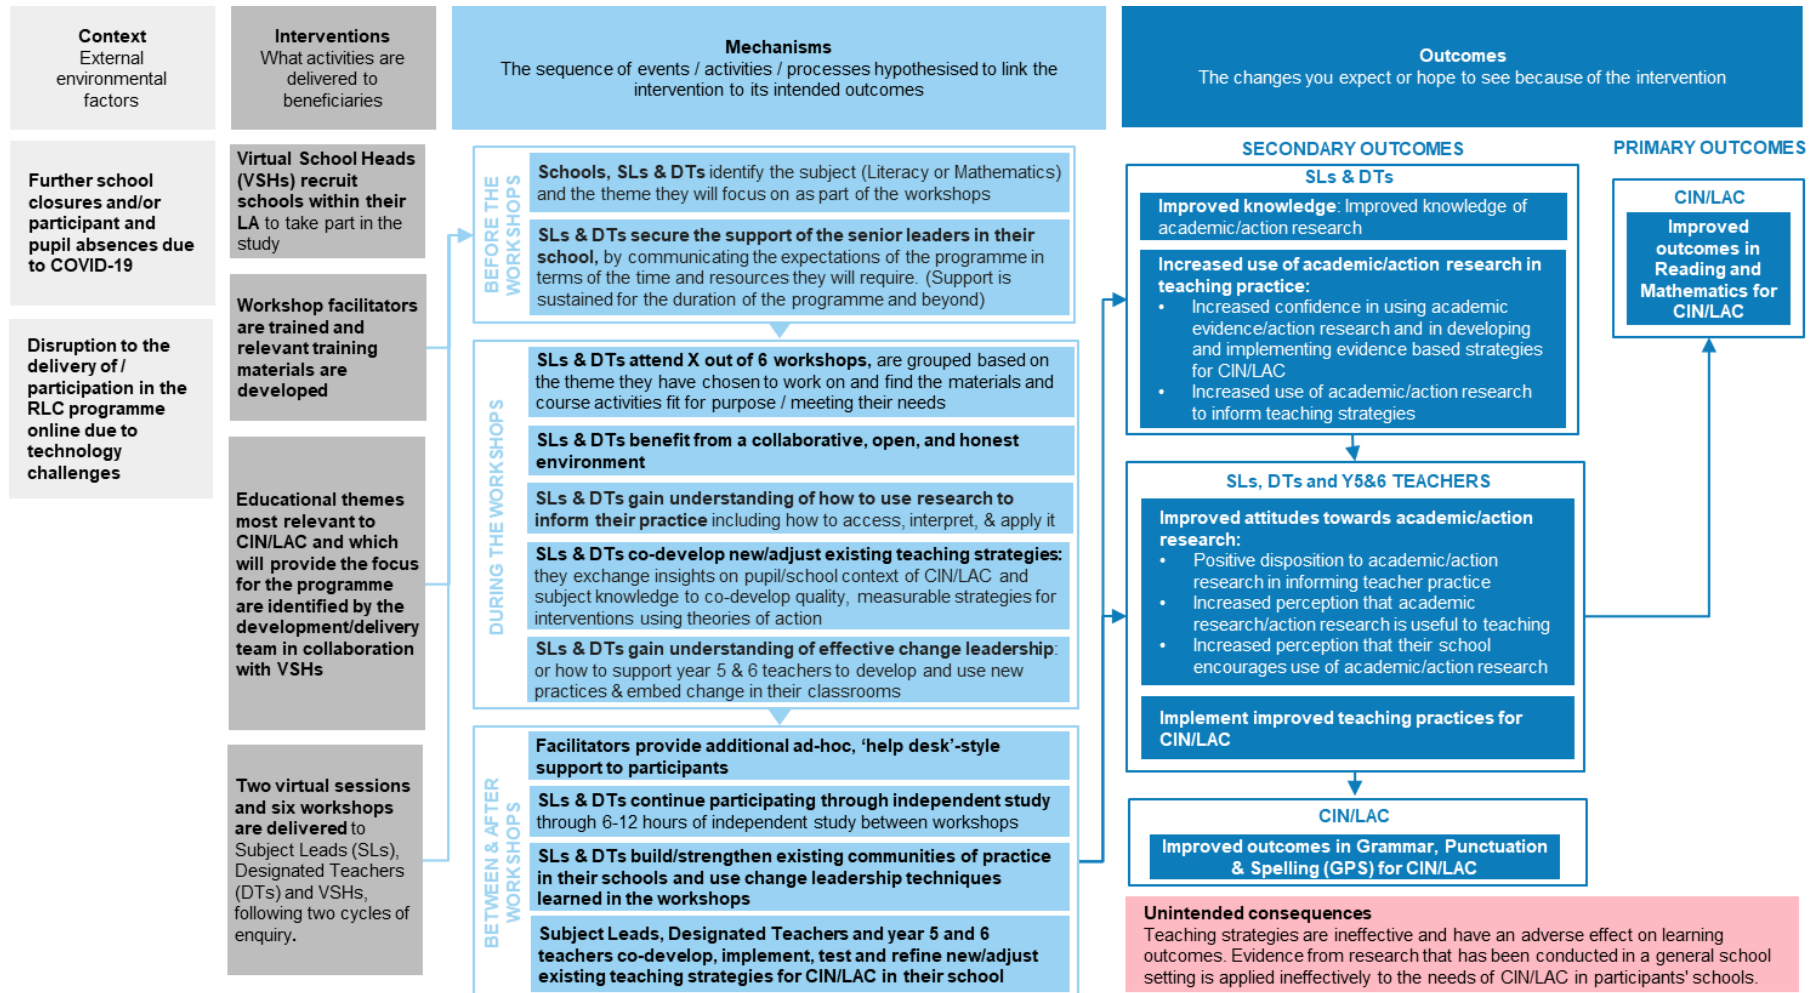 Context
External
environmental
factors
Interventions
What activities are
delivered to
beneficiaries
Mechanisms
The sequence of events / activities / processes hypothesised to link the
intervention to its intended outcomes
Outcomes
The changes you expect or hope to see because of the intervention
Further school
closures and/or
participant and
pupil absences due
to COVID-19
Disruption to the
delivery of /
participation in the
RLC programme
online due to
technology
challenges
Virtual School Heads
(VSHs) recruit
schools within their
LA to take part in the
study
Workshop facilitators
are trained and
relevant training
materials are
developed
Educational themes
most relevant to
CIN/LAC and which
will provide the focus
for the programme
are identified by the
development/delivery
team in collaboration
with VSHs
Two virtual sessions
and six workshops
are delivered to
Subject Leads (SLs),
Designated Teachers
(DTs) and VSHs,
following two cycles of
enquiry.
BEFORE THE
WORKSHOPS
Schools, SLs & DTs identify the subject (Literacy or Mathematics)
and the theme they will focus on as part of the workshops
SLs & DTs secure the support of the senior leaders in their
school, by communicating the expectations of the programme in
terms of the time and resources they will require. (Support is
sustained for the duration of the programme and beyond)
DURING THE WORKSHOPS
SLs & DTs attend X out of 6 workshops, are grouped based on
the theme they have chosen to work on and find the materials and
course activities fit for purpose / meeting their needs
SLs & DTs benefit from a collaborative, open, and honest
environment
SLs & DTs gain understanding of how to use research to
inform their practice including how to access, interpret, & apply it
SLs & DTs co-develop new/adjust existing teaching strategies:
they exchange insights on pupil/school context of CIN/LAC and
subject knowledge to co-develop quality, measurable strategies for
interventions using theories of action
SLs & DTs gain understanding of effective change leadership:
or how to support year 5 & 6 teachers to develop and use new
practices & embed change in their classrooms
BETWEEN & AFTER
WORKSHOPS
Facilitators provide additional ad-hoc, ‘help desk’-style
support to participants
SLs & DTs continue participating through independent study
through 6-12 hours of independent study between workshops
SLs & DTs build/strengthen existing communities of practice
in their schools and use change leadership techniques
learned in the workshops
Subject Leads, Designated Teachers and year 5 and 6
teachers co-develop, implement, test and refine new/adjust
existing teaching strategies for CIN/LAC in their school
SECONDARY OUTCOMES
SLs & DTs
Improved knowledge: Improved knowledge of
academic/action research
Increased use of academic/action research in
teaching practice:
• Increased confidence in using academic
evidence/action research and in developing
and implementing evidence based strategies
for CIN/LAC
• Increased use of academic/action research
to inform teaching strategies
SLs, DTs and Y5&6 TEACHERS
Improved attitudes towards academic/action
research:
• Positive disposition to academic/action
research in informing teacher practice
• Increased perception that academic
research/action research is useful to teaching
• Increased perception that their school
encourages use of academic/action research
Implement improved teaching practices for
CIN/LAC
CIN/LAC
Improved outcomes in Grammar, Punctuation
& Spelling (GPS) for CIN/LAC
PRIMARY OUTCOMES
CIN/LAC
Improved
outcomes in
Reading and
Mathematics for
CIN/LAC
Unintended consequences
Teaching strategies are ineffective and have an adverse effect on learning
outcomes. Evidence from research that has been conducted in a general school
setting is applied ineffectively to the needs of CIN/LAC in participants' schools.